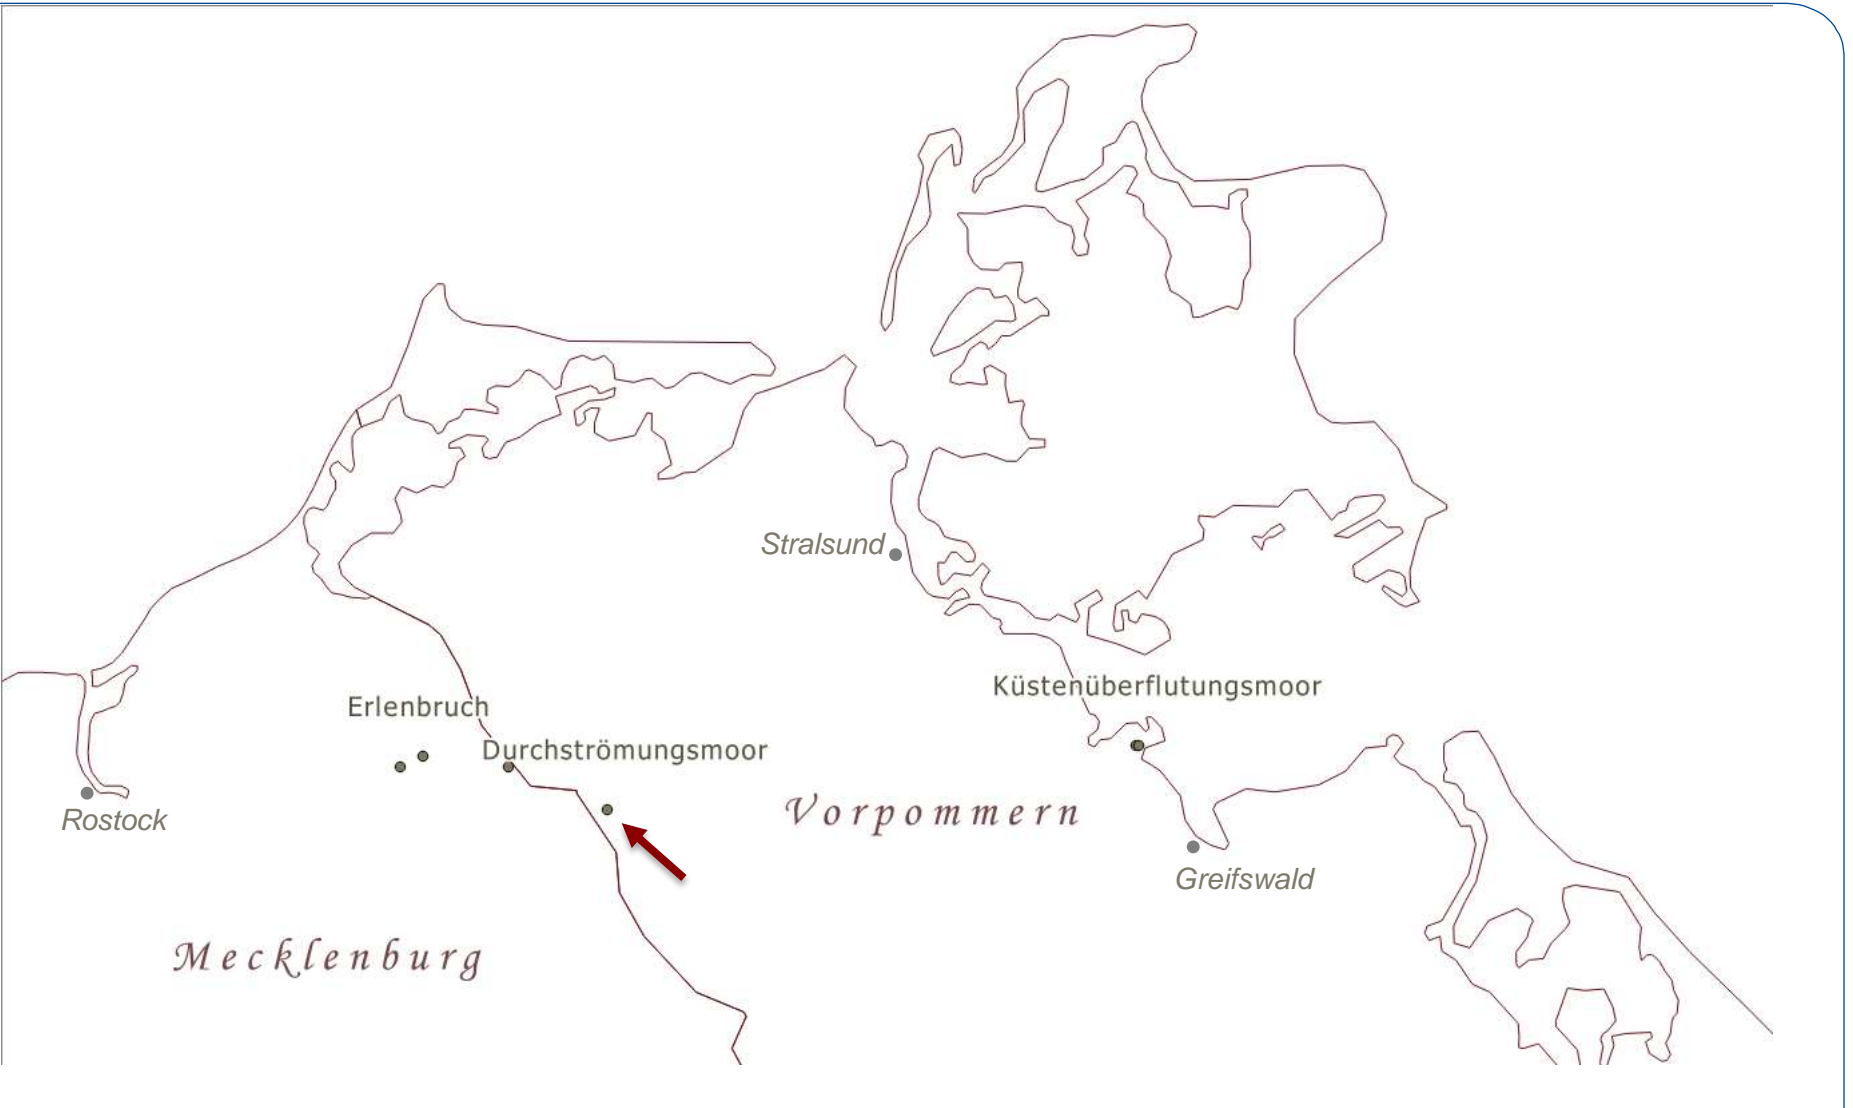 Stralsund
Küstenüberflutungsmoor
Erlenbruch
Durchströmungsmoor
Vorpommern
Rostock
Greifswald
Mecklenburg